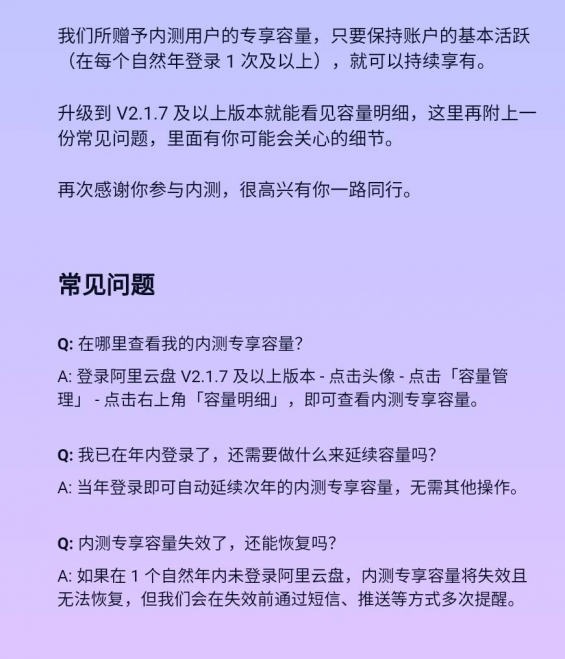 我们所赠予内测用户的专享容量，只要保持账户的基本活跃
（在每个自然年登录 1 次及以上），就可以持续享有。
升级到 V2.1.7 及以上版本就能看见容量明细，这里再附上一
份常见问题，里面有你可能会关心的细节。
再次感谢你参与内测，很高兴有你一路同行。
常见问题
Q: 在哪里查看我的内测专享容量？
A: 登录阿里云盘 V2.1.7 及以上版本 - 点击头像 - 点击「容量管
理」 - 点击右上角「容量明细」，即可查看内测专享容量。
Q: 我已在年内登录了，还需要做什么来延续容量吗？
A: 当年登录即可自动延续次年的内测专享容量，无需其他操作。
Q: 内测专享容量失效了，还能恢复吗？
A: 如果在 1 个自然年内未登录阿里云盘，内测专享容量将失效且
无法恢复，但我们会在失效前通过短信、推送等方式多次提醒。